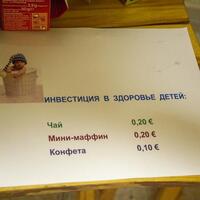 ИНВЕСТИЦИЯ В ЗДОРОВЬЕ ДЕТЕЙ:
Чай 0,20 €
Мини-маффин 0,20 €
Конфета 0,10 €